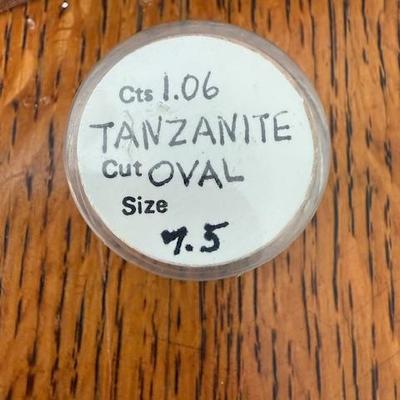 Cts 1.06
TANZANITE
Cut OVAL
Size
7.5